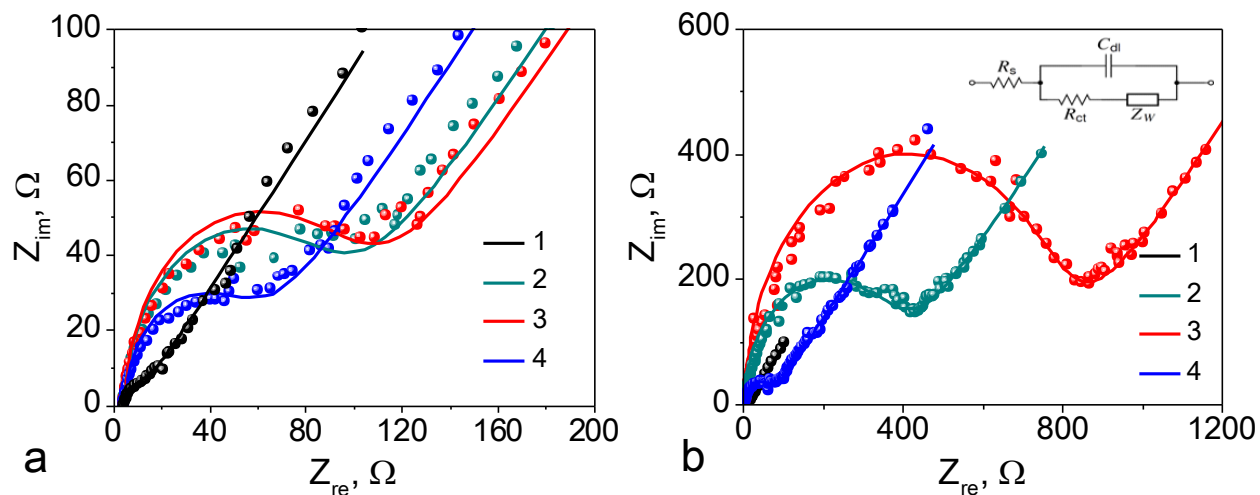 100
80
60
40
20
0
0 40 80 120 160 200
Z_im, Ω
Z_re, Ω
1
2
3
4
a
600
400
200
0
0 400 800 1200
Z_im, Ω
Z_re, Ω
C_dl
R_s
R_ct
Z_W
1
2
3
4
b